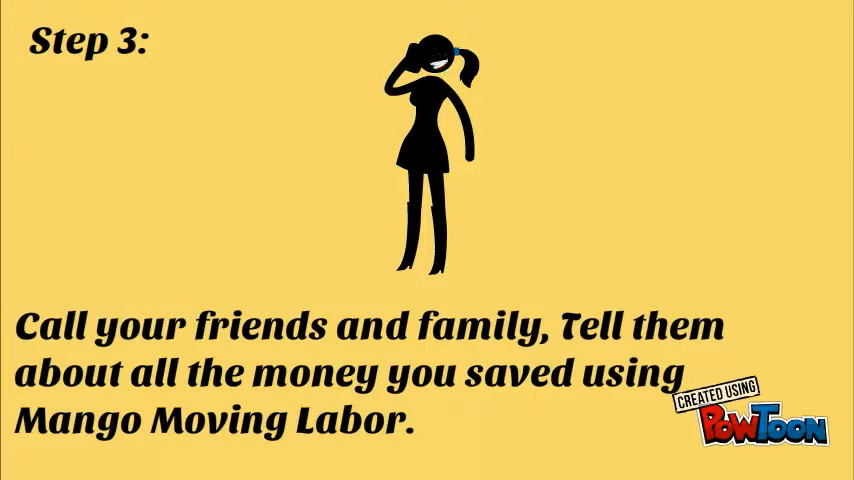 Step 3:
Call your friends and family, Tell them
about all the money you saved using
Mango Moving Labor.
CREATED USING
POWTOON